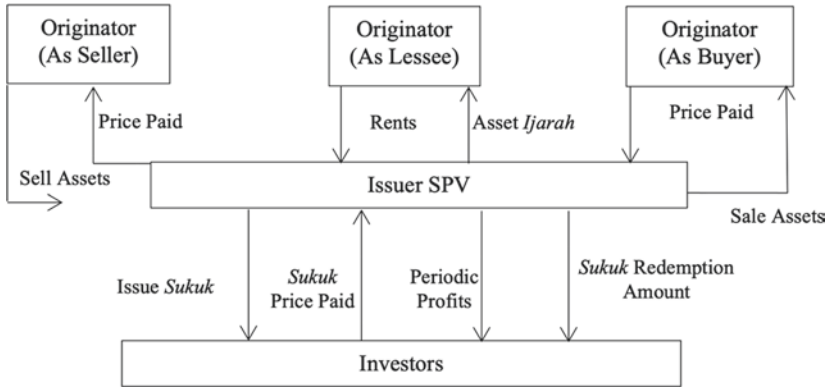 Originator
(As Seller)
Originator
(As Lessee)
Originator
(As Buyer)
Price Paid
Rents
Asset Ijarah
Price Paid
Sell Assets
Issuer SPV
Sale Assets
Issue Sukuk
Sukuk
Price Paid
Periodic
Profits
Sukuk Redemption
Amount
Investors